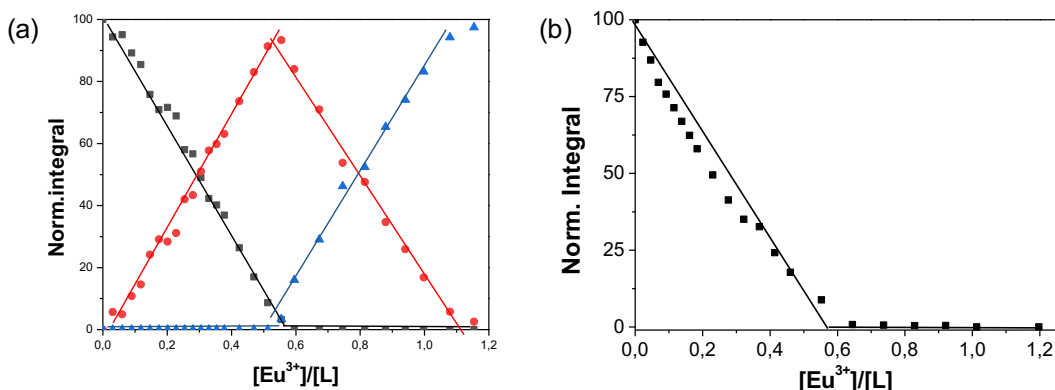 (a)
100
80
60
40
20
0
Norm.integral
0,0 0,2 0,4 0,6 0,8 1,0 1,2
[Eu³⁺]/[L]
(b)
100
75
50
25
0
Norm. Integral
0,0 0,2 0,4 0,6 0,8 1,0 1,2
[Eu³⁺]/[L]